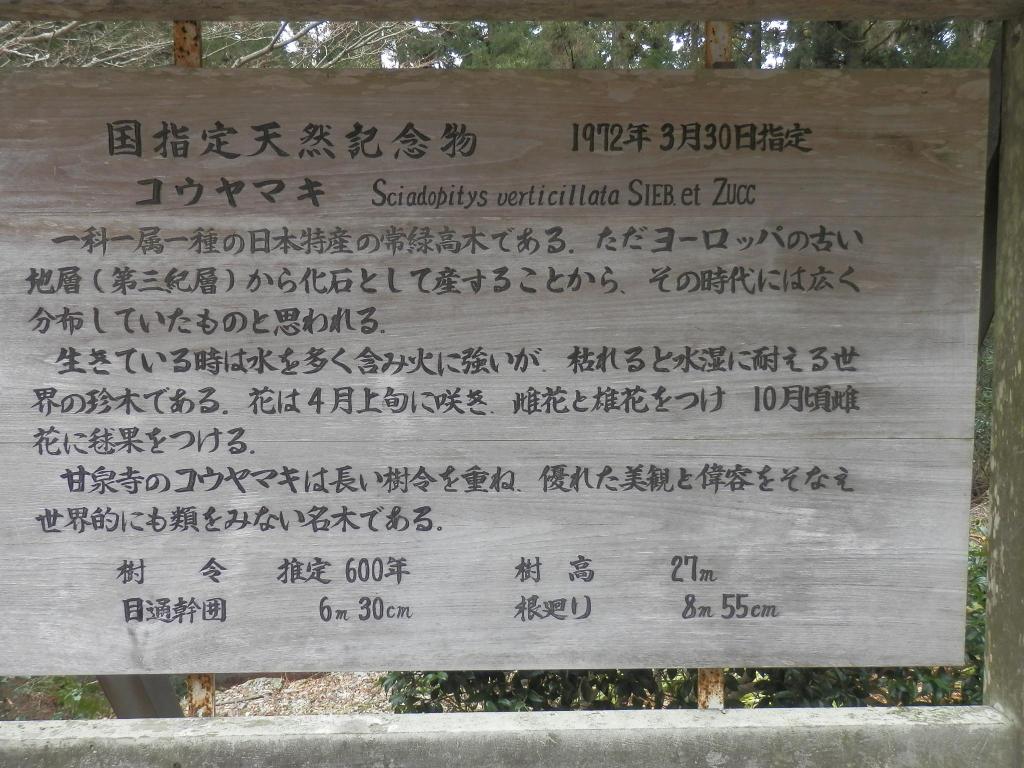 国指定天然記念物 1972年3月30日指定
コウヤマキ Sciadopitys verticillata SIEB. et ZUCC
一科一属一種の日本特産の常緑高木である．ただヨーロッパの古い
地層（第三紀層）から化石として産することから、その時代には広く
分布していたものと思われる．
生きている時は水を多く含み火に強いが、枯れると水湿に耐える世
界の珍木である．花は4月上旬に咲き、雌花と雄花をつけ 10月頃雌
花に毬果をつける．
甘泉寺のコウヤマキは長い樹令を重ね、優れた美観と偉容をそなえ
世界的にも類をみない名木である．
樹令 推定 600年 樹高 27m
目通幹囲 6m 30cm 根廻り 8m 55cm